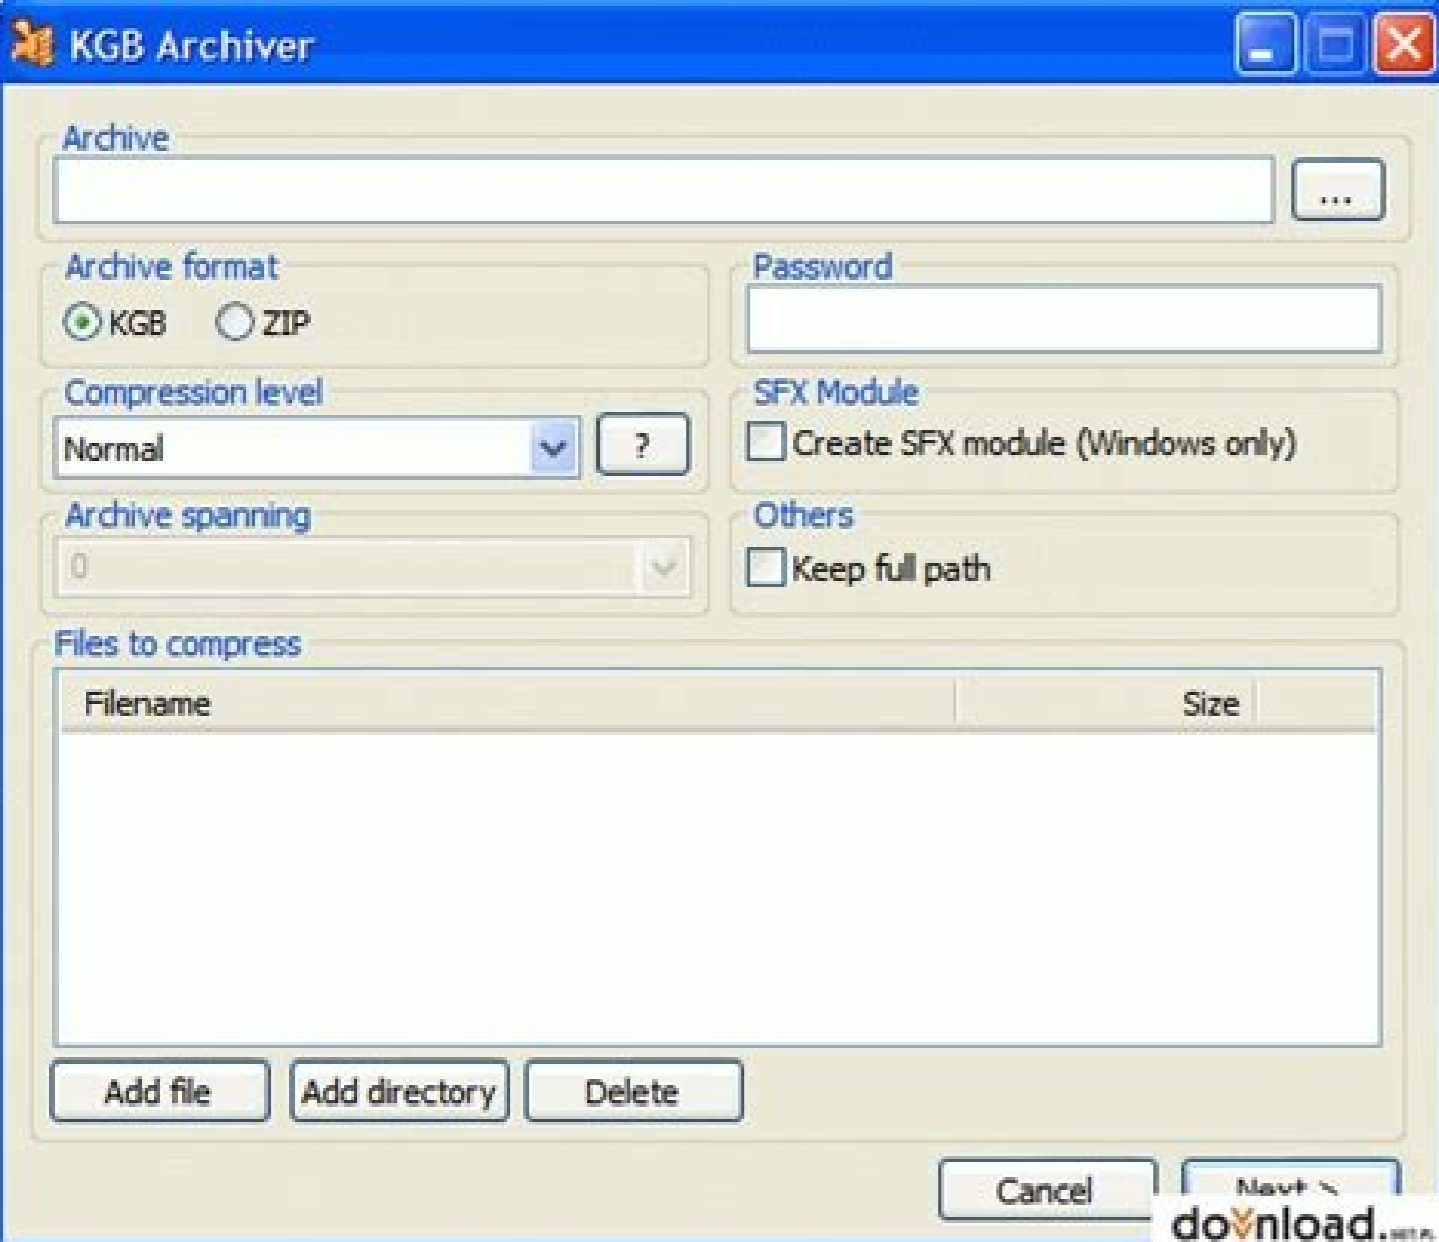 KGB Archiver
Archive
...
Archive format
Password
KGB ZIP
Compression level
SFX Module
Normal
?
Create SFX module (Windows only)
Archive spanning
Others
0
Keep full path
Files to compress
Filename Size
Add file Add directory Delete
Cancel Next >
download.